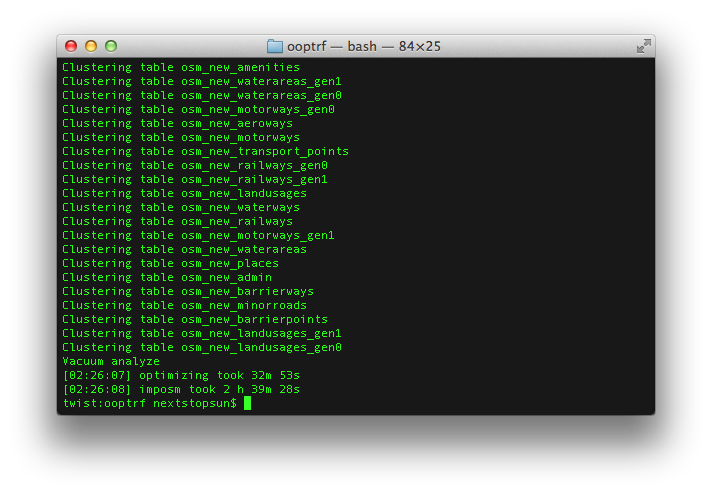 ooptrf — bash — 84×25
Clustering table osm_new_amenities
Clustering table osm_new_waterareas_gen1
Clustering table osm_new_waterareas_gen0
Clustering table osm_new_motorways_gen0
Clustering table osm_new_aeroways
Clustering table osm_new_motorways
Clustering table osm_new_transport_points
Clustering table osm_new_railways_gen0
Clustering table osm_new_railways_gen1
Clustering table osm_new_landusages
Clustering table osm_new_waterways
Clustering table osm_new_railways
Clustering table osm_new_motorways_gen1
Clustering table osm_new_waterareas
Clustering table osm_new_places
Clustering table osm_new_admin
Clustering table osm_new_barrierways
Clustering table osm_new_minorroads
Clustering table osm_new_barrierpoints
Clustering table osm_new_landusages_gen1
Clustering table osm_new_landusages_gen0
Vacuum analyze
[02:26:07] optimizing took 32m 53s
[02:26:08] imposm took 2 h 39m 28s
twist:ooptrf nextstopsun$